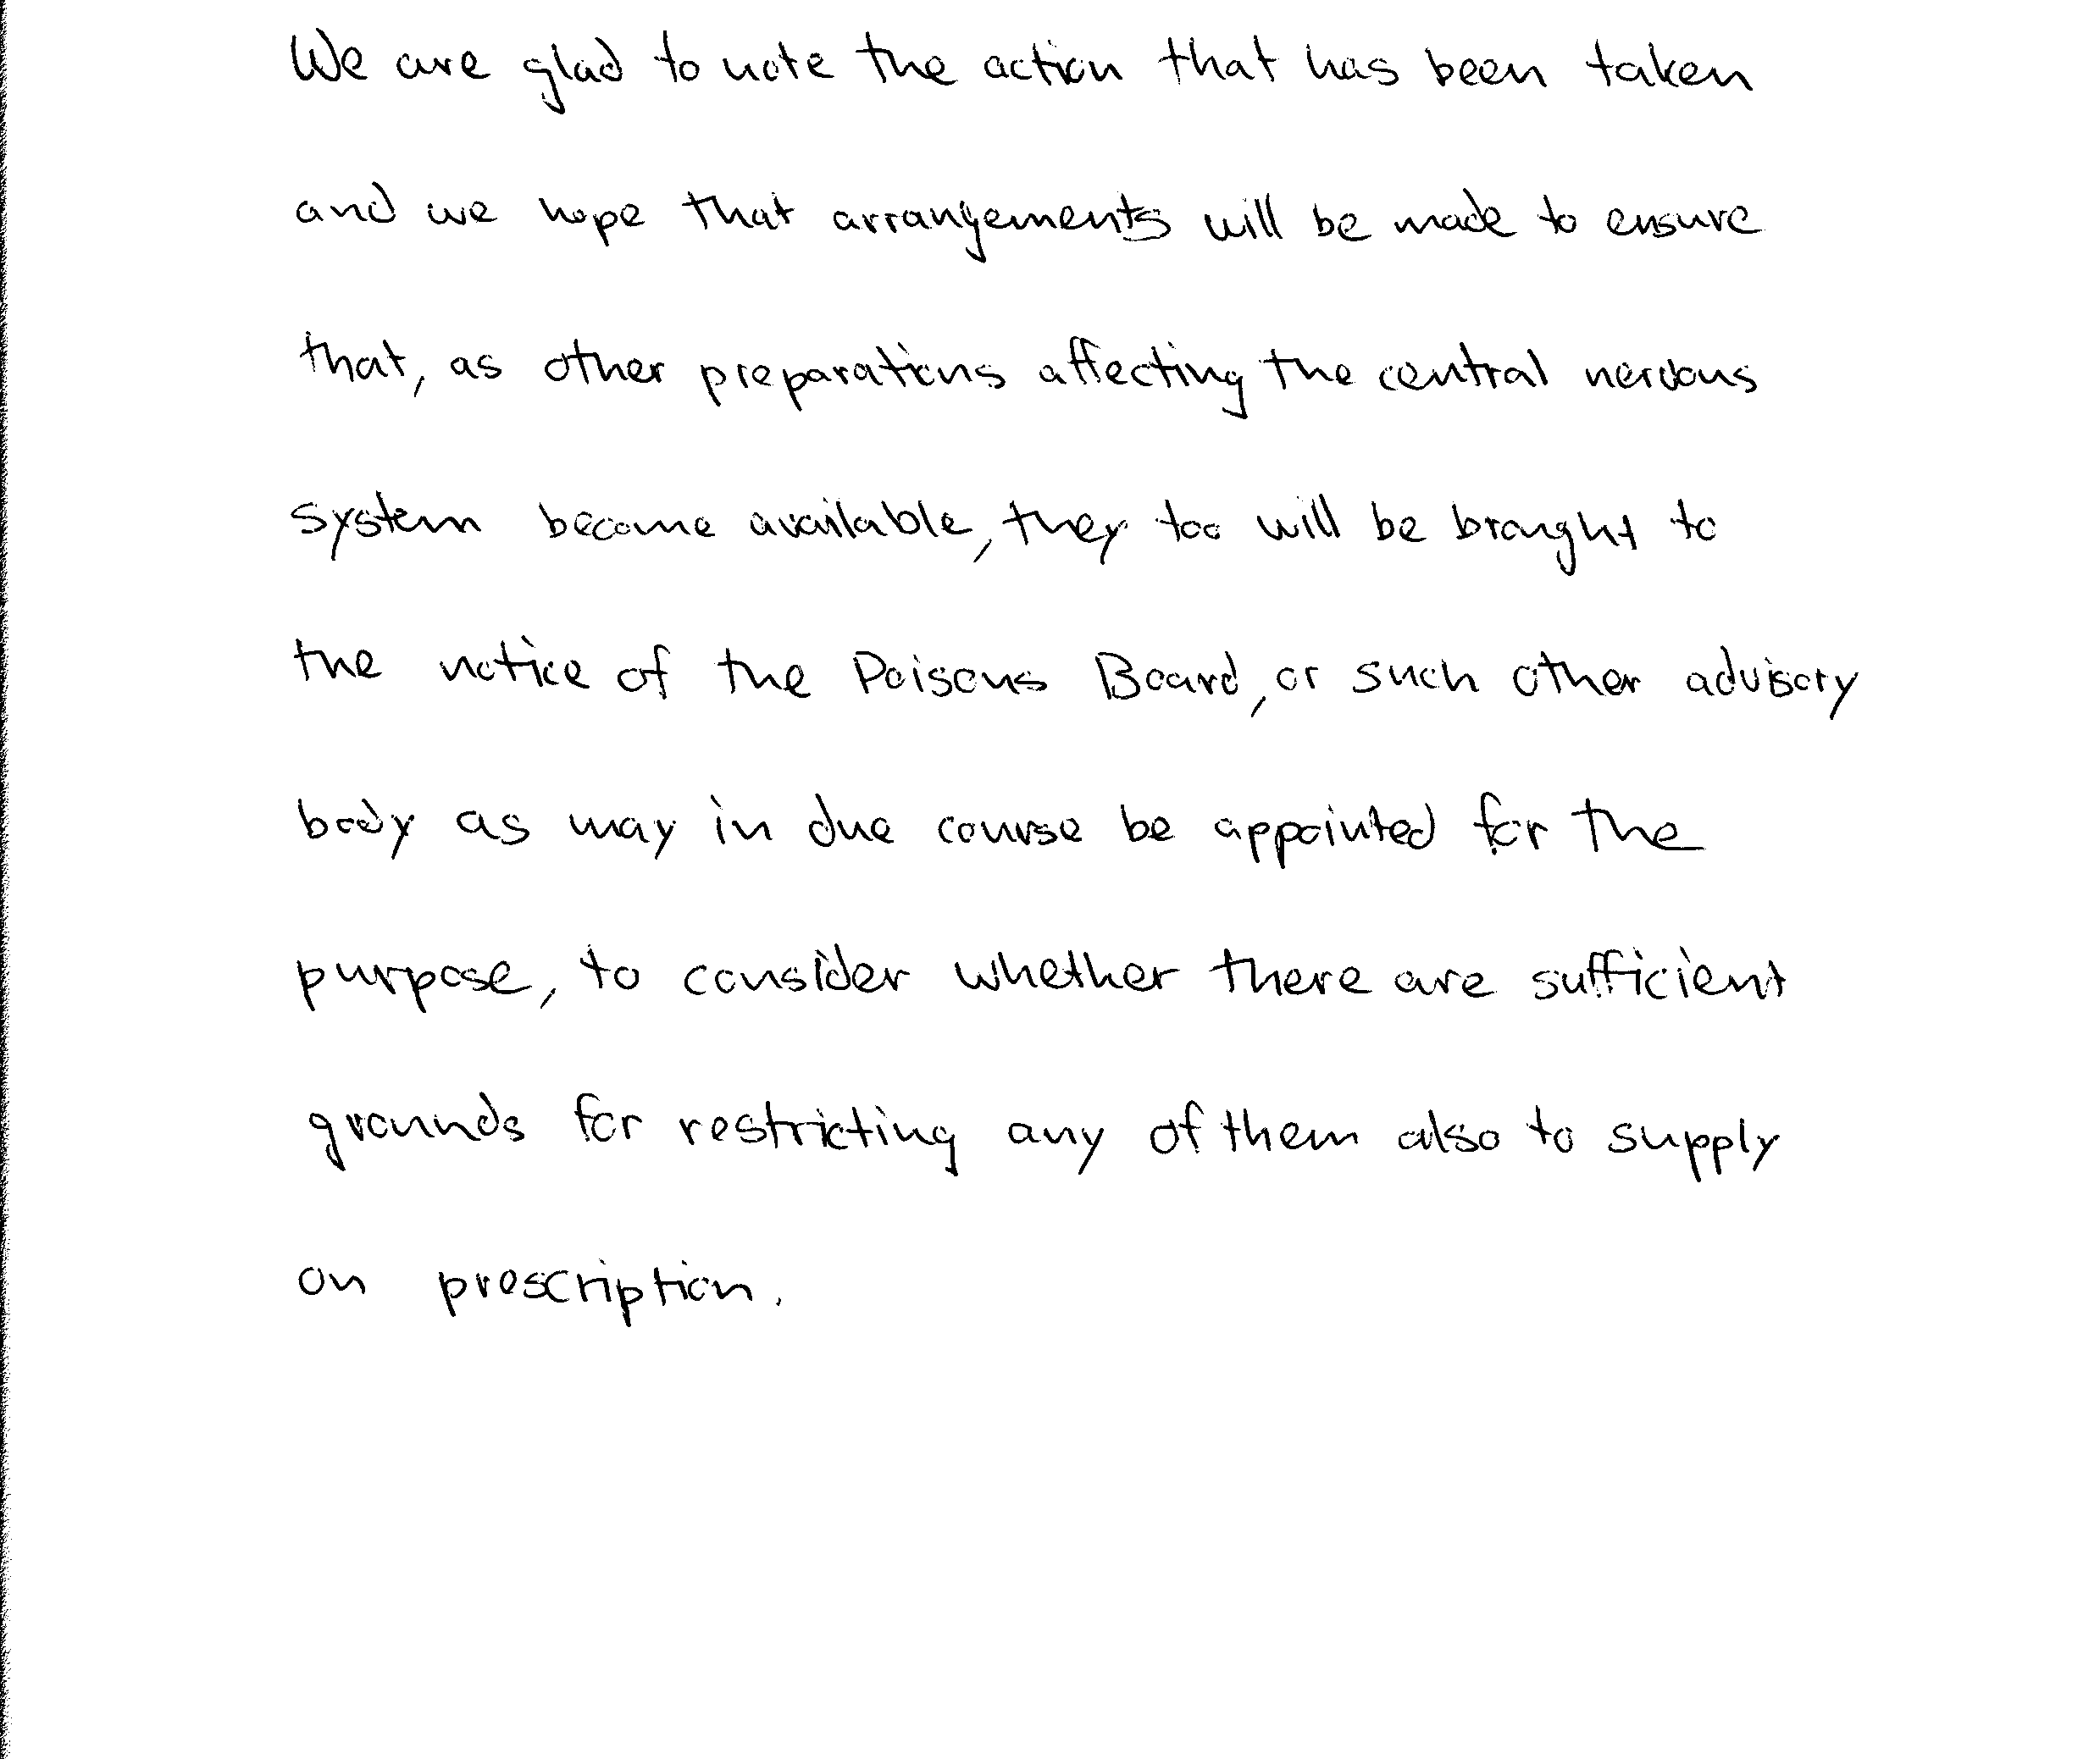 We are glad to note the action that has been taken
and we hope that arrangements will be made to ensure
that, as other preparations affecting the central nervous
system become available, they too will be brought to
the notice of the Poisons Board, or such other advisory
body as may in due course be appointed for the
purpose, to consider whether there are sufficient
grounds for restricting any of them also to supply
on prescription.